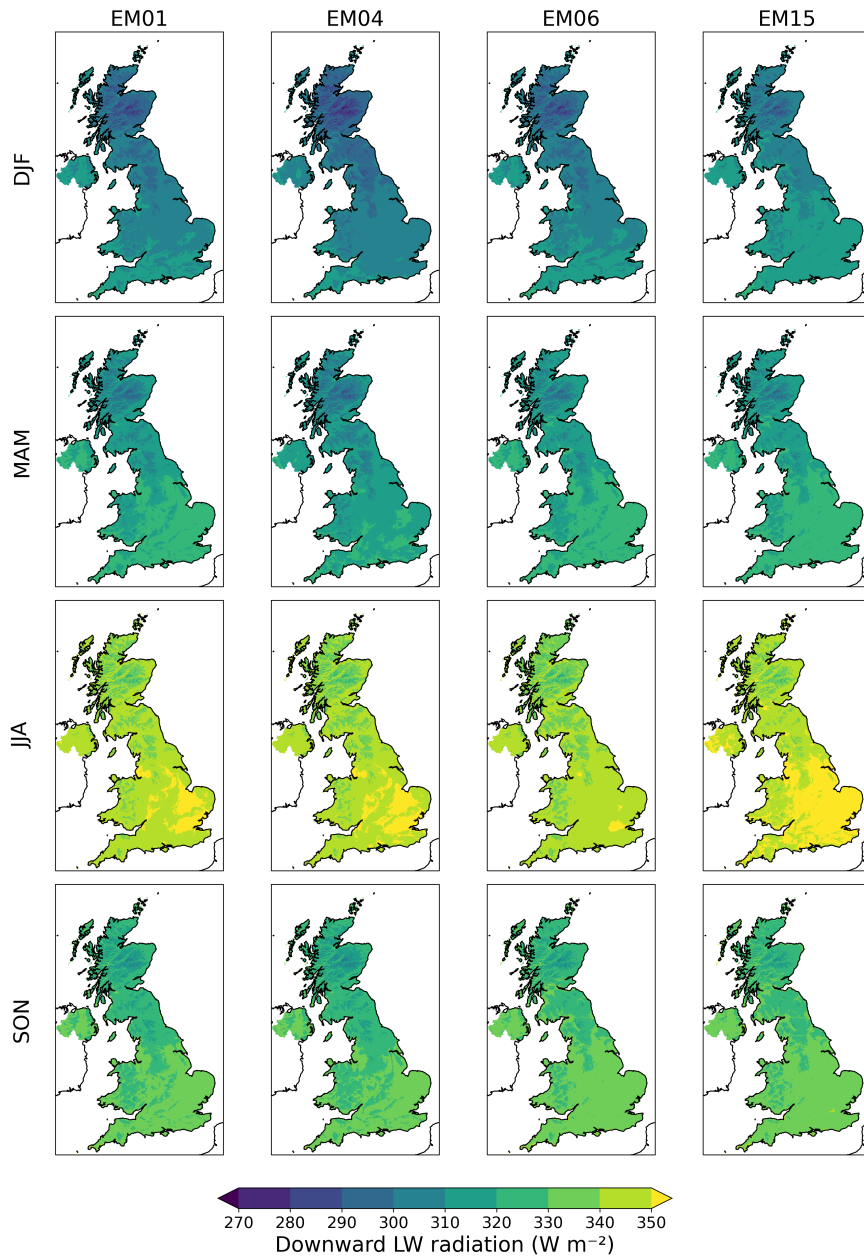 EM01 EM04 EM06 EM15
DJF
MAM
JJA
SON
270 280 290 300 310 320 330 340 350
Downward LW radiation (W m⁻²)